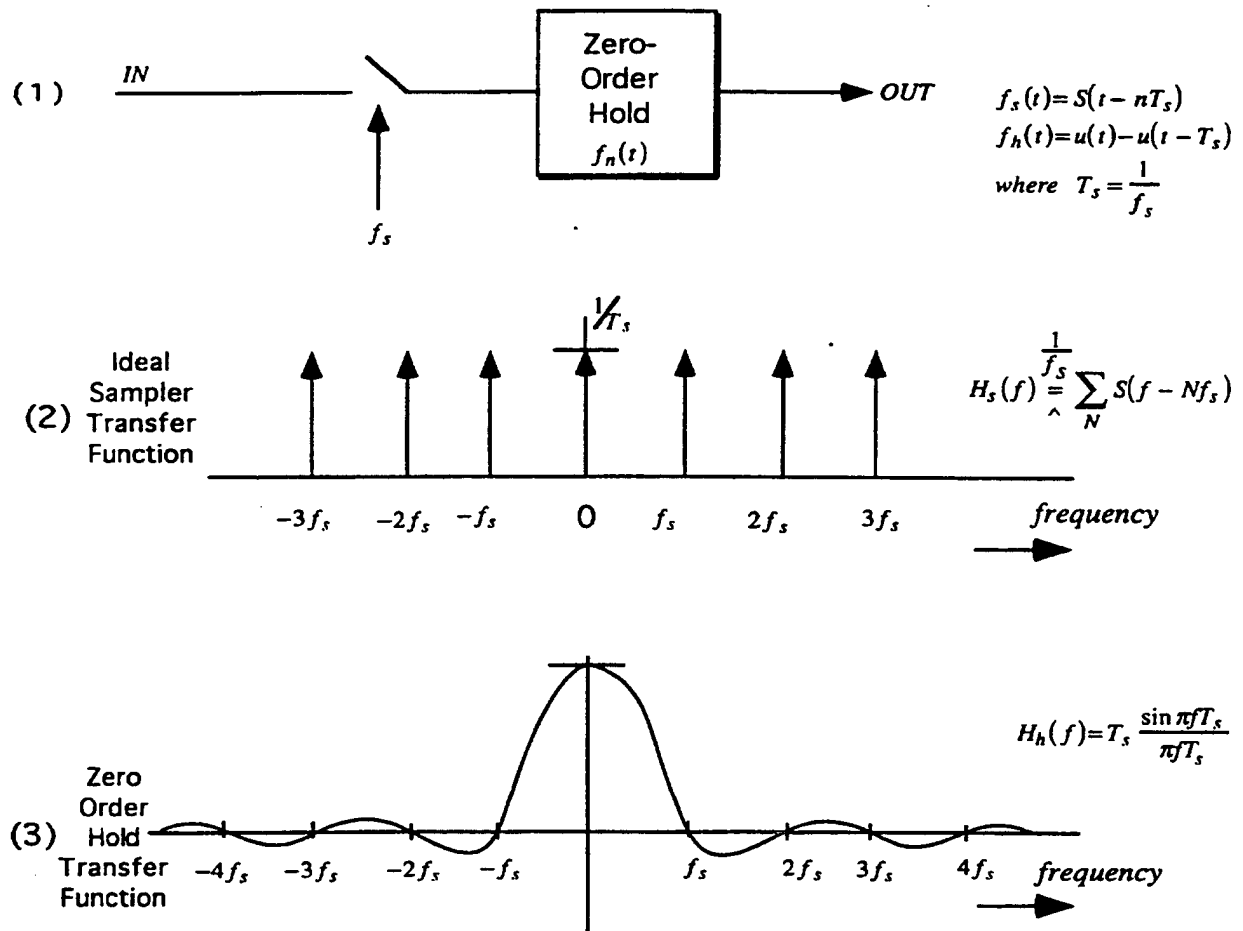 (1)
IN
Zero-
Order
Hold
f_n(t)
OUT
f_s
f_s(t)= S(t − nT_s)
f_h(t)= u(t) − u(t − T_s)
where T_s = 1/f_s
(2)
Ideal
Sampler
Transfer
Function
1/T_s
−3f_s −2f_s −f_s 0 f_s 2f_s 3f_s frequency
1/f_S
H_s(f) = ^ ∑_N S(f − Nf_s)
(3)
Zero
Order
Hold
Transfer
Function
−4f_s −3f_s −2f_s −f_s f_s 2f_s 3f_s 4f_s frequency
H_h(f)= T_s sin πfT_s / πfT_s